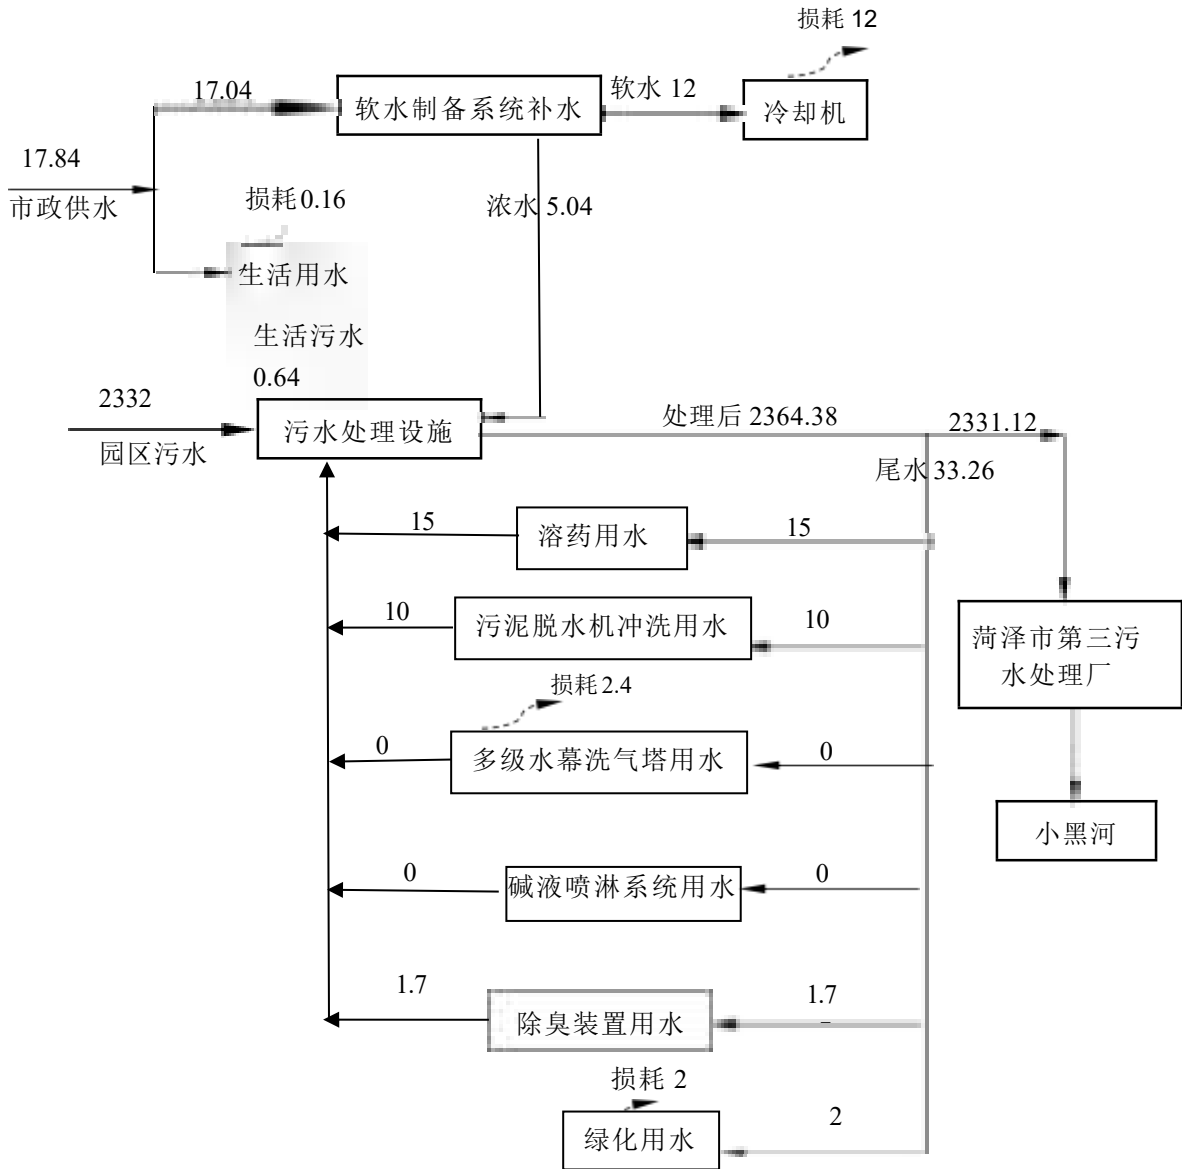 损耗 12
17.04
软水制备系统补水
软水 12
冷却机
17.84
市政供水
损耗 0.16
浓水 5.04
生活用水
生活污水
0.64
2332
园区污水
污水处理设施
处理后 2364.38
2331.12
尾水 33.26
15
溶药用水
15
10
污泥脱水机冲洗用水
10
菏泽市第三污
水处理厂
损耗 2.4
0
多级水幕洗气塔用水
0
小黑河
0
碱液喷淋系统用水
0
1.7
除臭装置用水
1.7
损耗 2
绿化用水
2